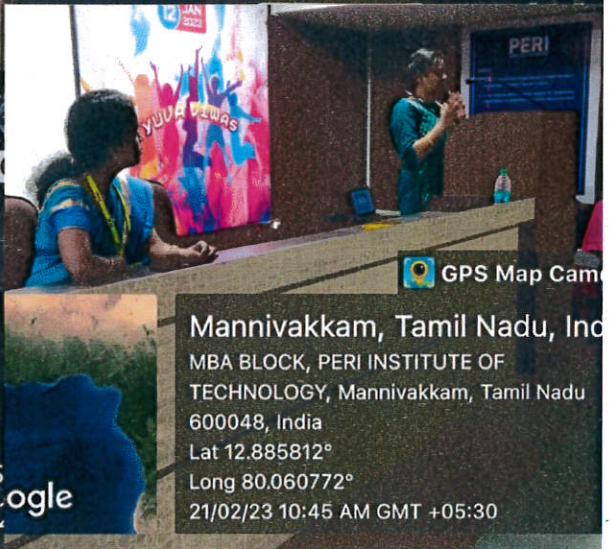 12 JAN
2023
YUVA DIWAS
PERI
GPS Map Came
Mannivakkam, Tamil Nadu, Ind
MBA BLOCK, PERI INSTITUTE OF
TECHNOLOGY, Mannivakkam, Tamil Nadu
600048, India
Lat 12.885812°
Long 80.060772°
21/02/23 10:45 AM GMT +05:30
ogle